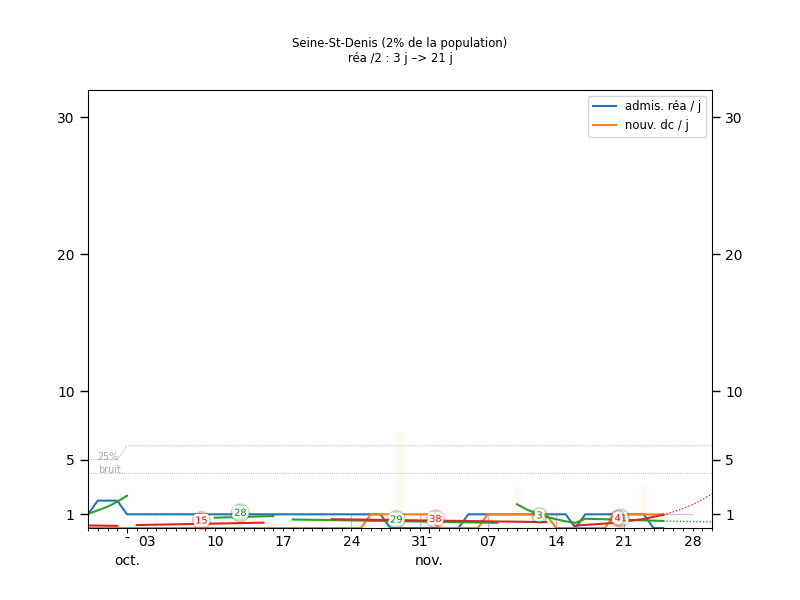 Seine-St-Denis (2% de la population)
réa /2 : 3 j –> 21 j
admis. réa / j
nouv. dc / j
30
30
20
20
10
10
5
5
1
1
25%
bruit
15
28
29
38
3
- 03 10 17 24 31 07 14 21 28
oct. nov.